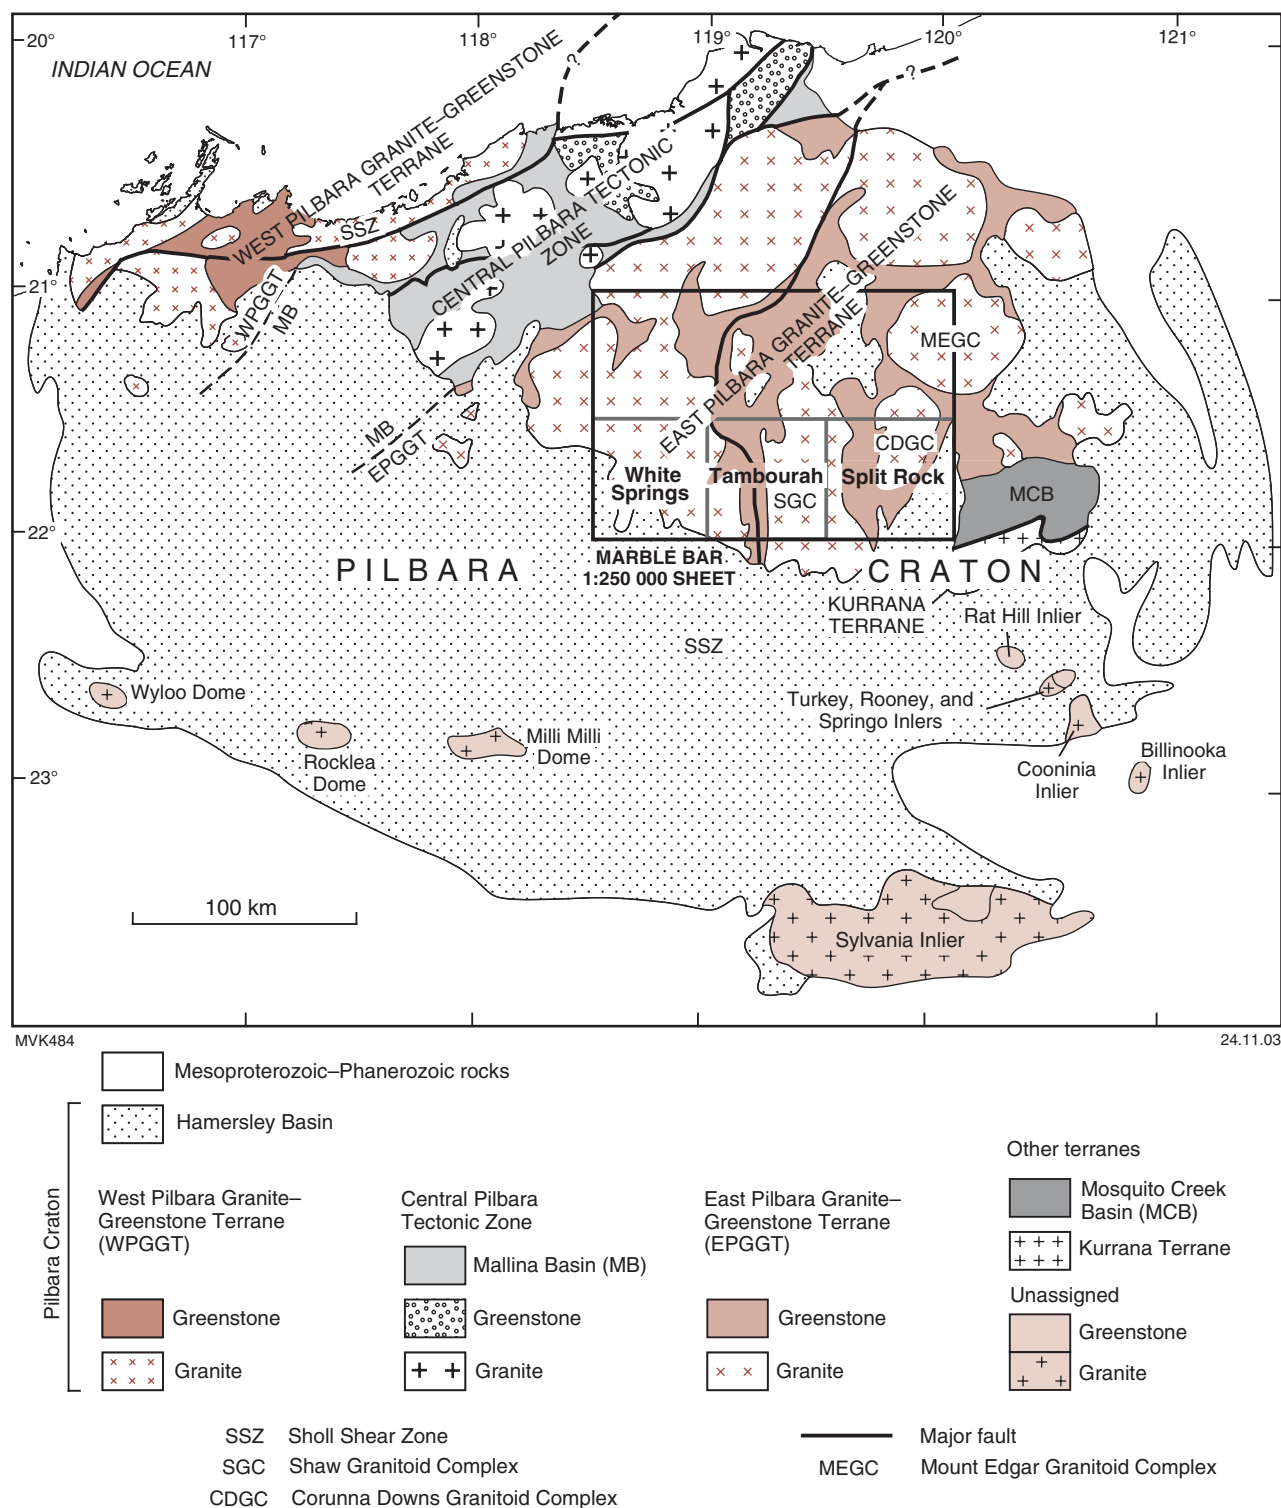 20°
117°
118°
119°
120°
121°
INDIAN OCEAN
?
?
WEST PILBARA GRANITE–GREENSTONE
TERRANE
SSZ
CENTRAL PILBARA TECTONIC
ZONE
21°
WPGGT
MB
EAST PILBARA GRANITE–GREENSTONE
TERRANE
MEGC
MB
EPGGT
CDGC
White
Springs
Tambourah
Split Rock
SGC
MCB
22°
MARBLE BAR
1:250 000 SHEET
PILBARA
CRATON
KURRANA
TERRANE
Rat Hill Inlier
SSZ
Wyloo Dome
Turkey, Rooney, and
Springo Inlers
Rocklea
Dome
Milli Milli
Dome
Cooninia
Inlier
Billinooka
Inlier
23°
100 km
Sylvania Inlier
MVK484
24.11.03
Mesoproterozoic–Phanerozoic rocks
Hamersley Basin
Pilbara Craton
West Pilbara Granite–
Greenstone Terrane
(WPGGT)
Greenstone
Granite
Central Pilbara
Tectonic Zone
Mallina Basin (MB)
Greenstone
Granite
East Pilbara Granite–
Greenstone Terrane
(EPGGT)
Greenstone
Granite
Other terranes
Mosquito Creek
Basin (MCB)
Kurrana Terrane
Unassigned
Greenstone
Granite
SSZ Sholl Shear Zone
SGC Shaw Granitoid Complex
CDGC Corunna Downs Granitoid Complex
Major fault
MEGC Mount Edgar Granitoid Complex